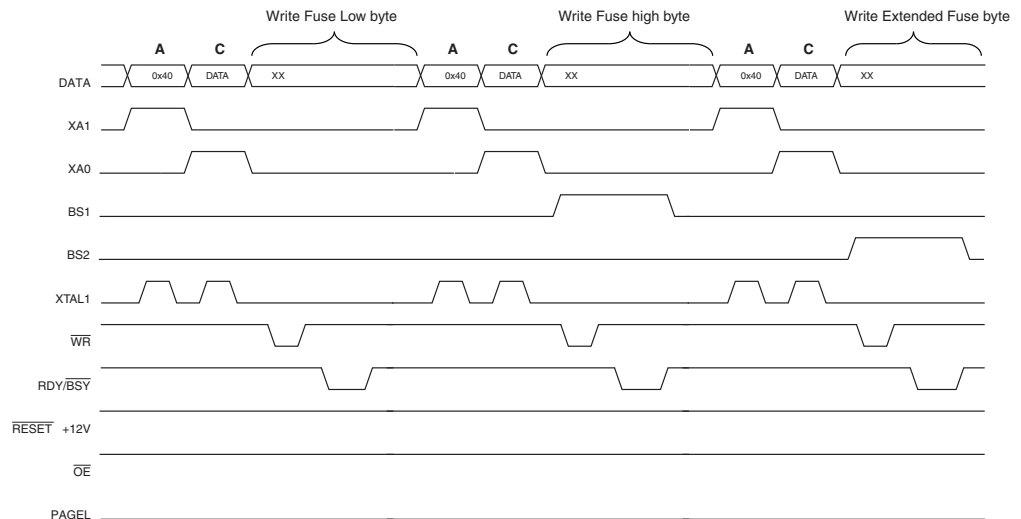 Write Fuse Low byte Write Fuse high byte Write Extended Fuse byte
A C A C A C
DATA 0x40 DATA XX 0x40 DATA XX 0x40 DATA XX
XA1
XA0
BS1
BS2
XTAL1
WR
RDY/BSY
RESET +12V
OE
PAGEL